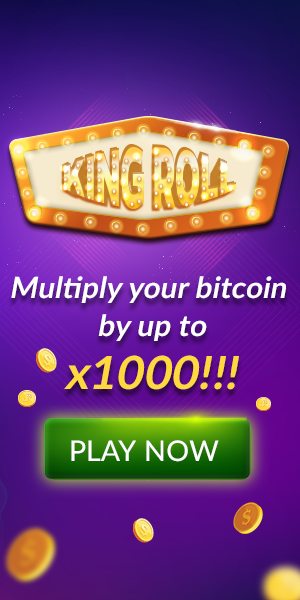 KING ROLL
Multiply your bitcoin
by up to
x1000!!!
PLAY NOW